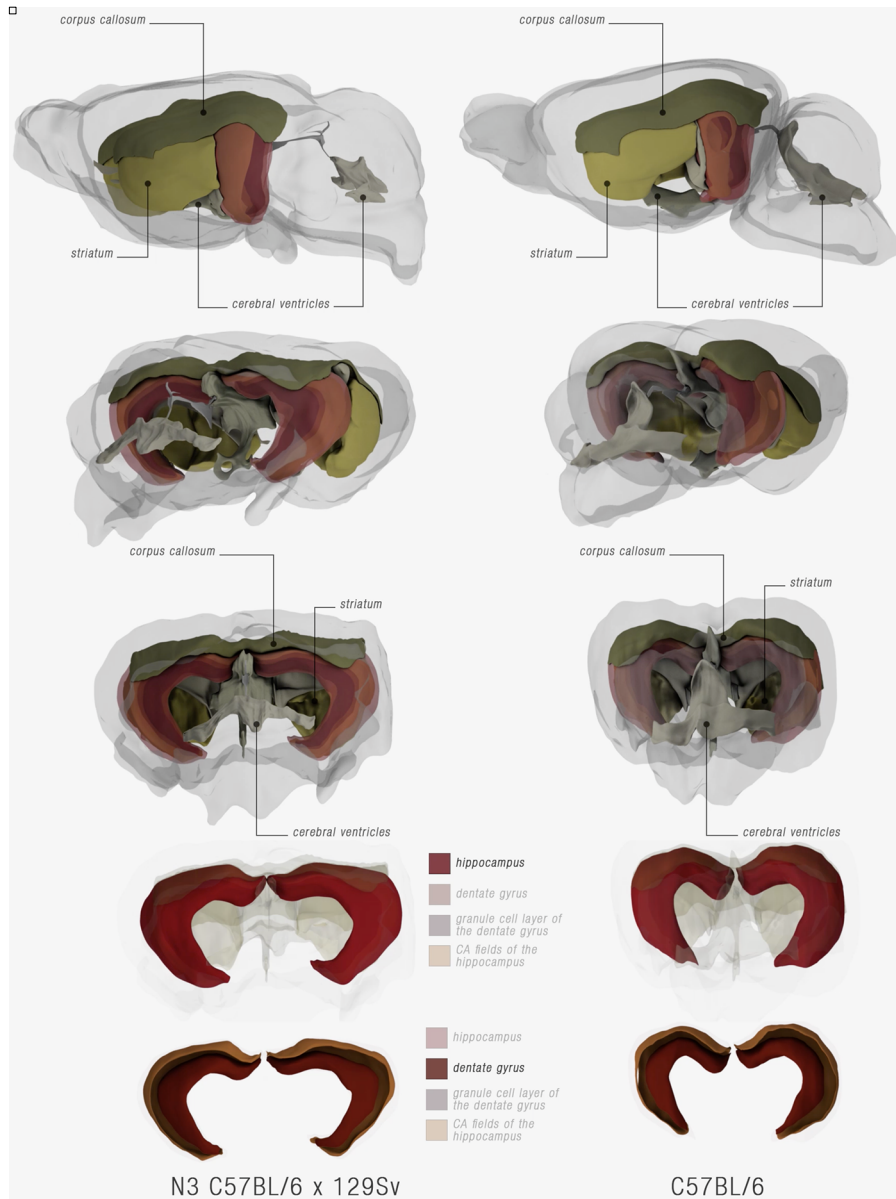 corpus callosum
corpus callosum
striatum
striatum
cerebral ventricles
cerebral ventricles
corpus callosum
corpus callosum
striatum
striatum
cerebral ventricles
cerebral ventricles
hippocampus
dentate gyrus
granule cell layer of
the dentate gyrus
CA fields of the
hippocampus
hippocampus
dentate gyrus
granule cell layer of
the dentate gyrus
CA fields of the
hippocampus
N3 C57BL/6 x 129Sv
C57BL/6